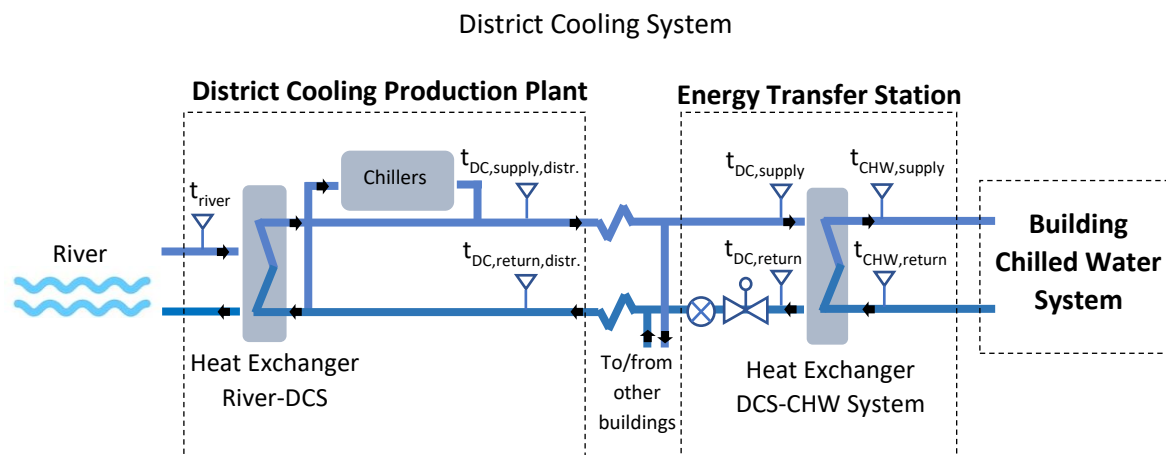 District Cooling System
District Cooling Production Plant
Energy Transfer Station
t_DC,supply,distr.
t_DC,supply
t_CHW,supply
Chillers
t_river
River
t_DC,return,distr.
t_DC,return
t_CHW,return
Building
Chilled Water
System
Heat Exchanger
River-DCS
To/from
other
buildings
Heat Exchanger
DCS-CHW System